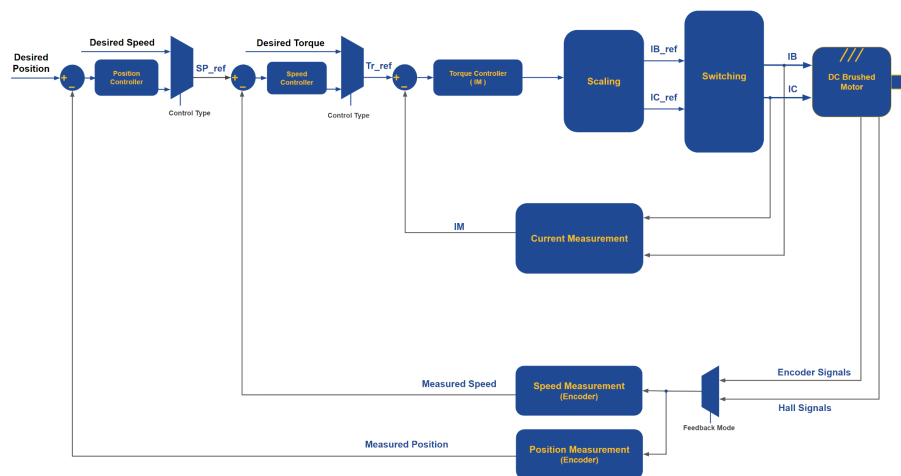 Desired Speed
Desired Torque
Desired
Position
+
−
Position
Controller
SP_ref
Control Type
+
−
Speed
Controller
Tr_ref
Control Type
+
−
Torque Controller
( IM )
Scaling
IB_ref
IC_ref
Switching
IB
IC
DC Brushed
Motor
IM
Current Measurement
Measured Speed
Speed Measurement
(Encoder)
Encoder Signals
Hall Signals
Feedback Mode
Measured Position
Position Measurement
(Encoder)